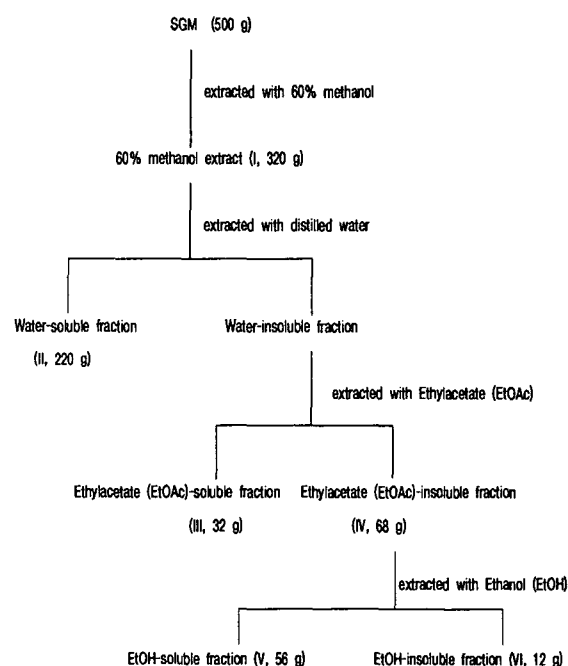 SGM (500 g)
extracted with 60% methanol
60% methanol extract (I, 320 g)
extracted with distilled water
Water-soluble fraction
(II, 220 g)
Water-insoluble fraction
extracted with Ethylacetate (EtOAc)
Ethylacetate (EtOAc)-soluble fraction
(III, 32 g)
Ethylacetate (EtOAc)-insoluble fraction
(IV, 68 g)
extracted with Ethanol (EtOH)
EtOH-soluble fraction (V, 56 g)
EtOH-insoluble fraction (VI, 12 g)